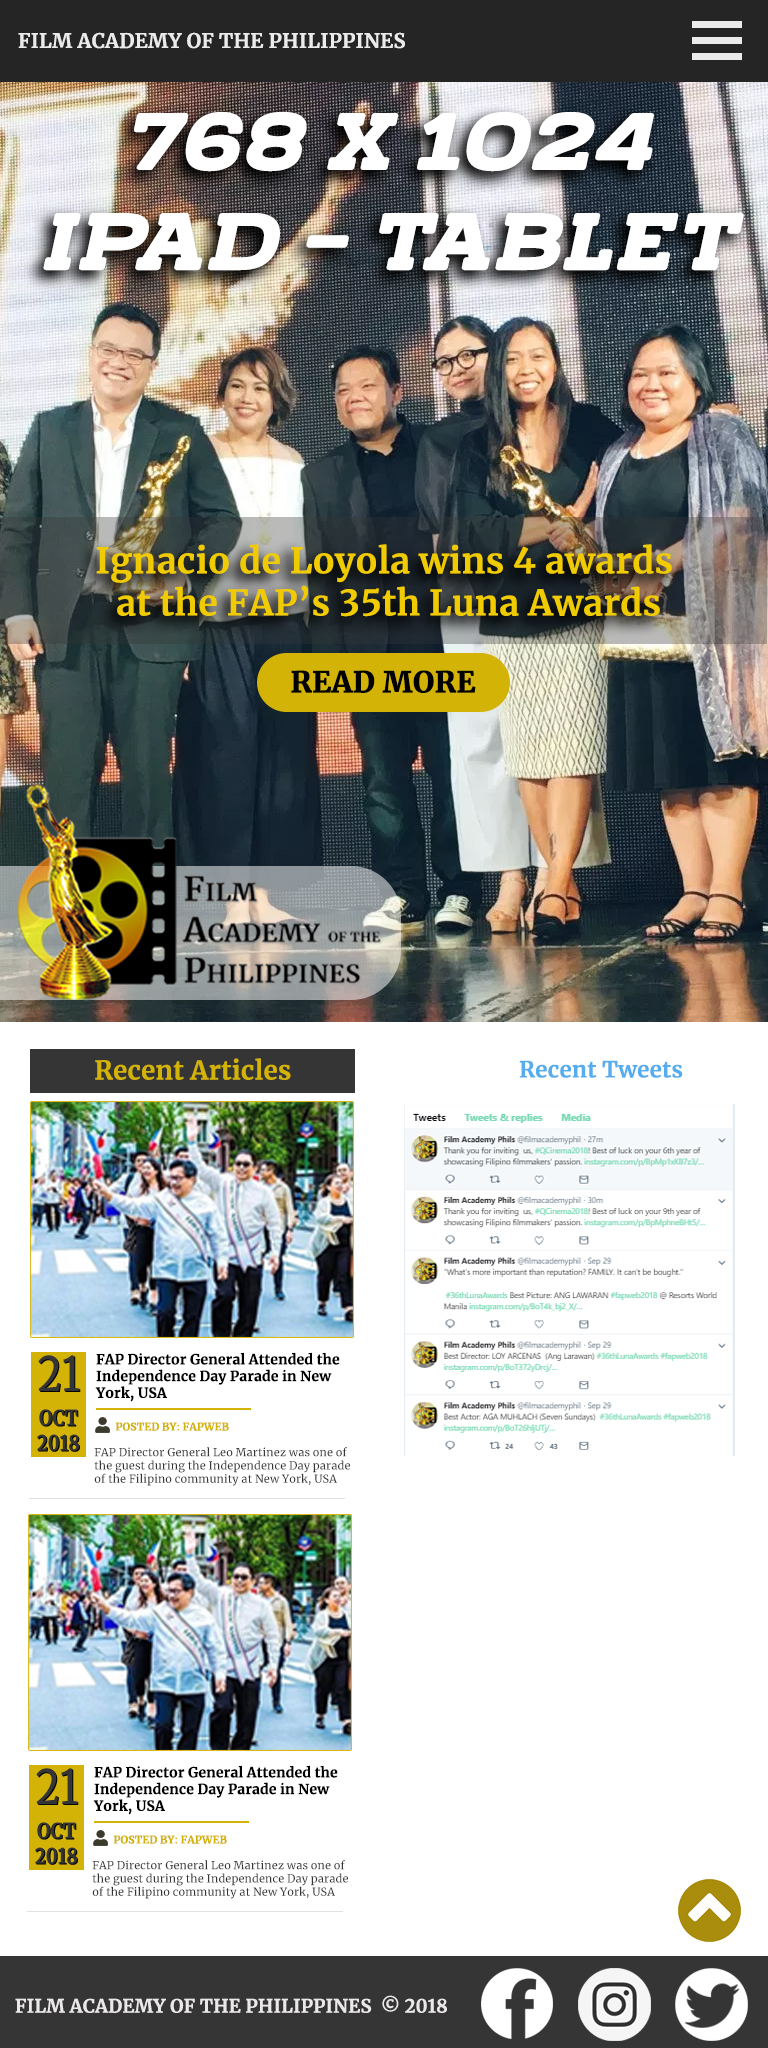 FILM ACADEMY OF THE PHILIPPINES
768 X 1024
IPAD - TABLET
Ignacio de Loyola wins 4 awards
at the FAP's 35th Luna Awards
READ MORE
FILM
ACADEMY OF THE
PHILIPPINES
Recent Articles
21
OCT
2018
FAP Director General Attended the
Independence Day Parade in New
York, USA
POSTED BY: FAPWEB
FAP Director General Leo Martinez was one of
the guest during the Independence Day parade
of the Filipino community at New York, USA
21
OCT
2018
FAP Director General Attended the
Independence Day Parade in New
York, USA
POSTED BY: FAPWEB
FAP Director General Leo Martinez was one of
the guest during the Independence Day parade
of the Filipino community at New York, USA
Recent Tweets
Tweets Tweets & replies Media
Film Academy Phils @filmacademyphil · 27m
Thank you for inviting us, #QCinema2018! Best of luck on your 6th year of
showcasing Filipino filmmakers' passion. instagram.com/p/BpMp1xKB7z3/...
Film Academy Phils @filmacademyphil · 30m
Thank you for inviting us, #QCinema2018! Best of luck on your 9th year of
showcasing Filipino filmmakers' passion. instagram.com/p/BpMphneBHtS/...
Film Academy Phils @filmacademyphil · Sep 29
"What's more important than reputation? FAMILY. It can't be bought."
#36thLunaAwards Best Picture: ANG LAWARAN #fapweb2018 @ Resorts World
Manila instagram.com/p/BoT4k_bj2_X/...
Film Academy Phils @filmacademyphil · Sep 29
Best Director: LOY ARCENAS (Ang Larawan) #36thLunaAwards #fapweb2018
instagram.com/p/BoT372yDrcj/...
Film Academy Phils @filmacademyphil · Sep 29
Best Actor: AGA MUHLACH (Seven Sundays) #36thLunaAwards #fapweb2018
instagram.com/p/BoT26hljUTj/...
24 43
FILM ACADEMY OF THE PHILIPPINES © 2018